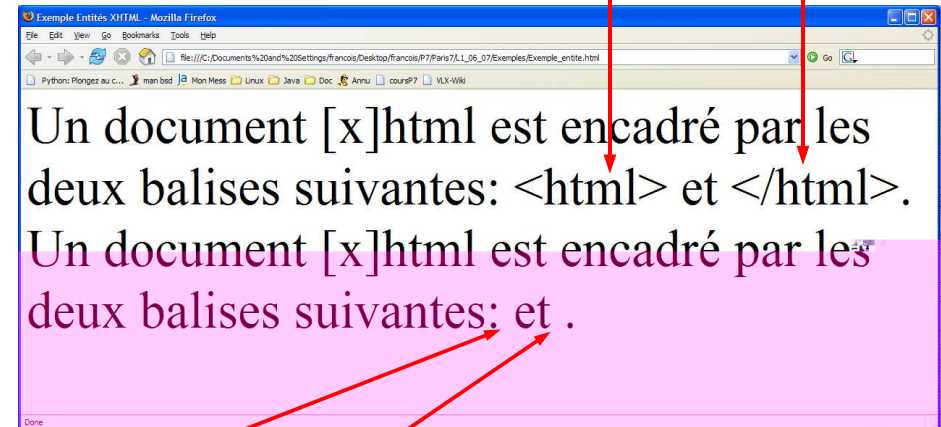 Exemple Entités XHTML - Mozilla Firefox
File Edit View Go Bookmarks Tools Help
file:///C:/Documents%20and%20Settings/francois/Desktop/francois/P7/Paris7/L1_06_07/Exemples/Exemple_entite.html Go
Python: Plongez au c... man bsd Mon Mess Linux Java Doc Annu coursP7 VLX-Wiki
Un document [x]html est encadré par les
deux balises suivantes: <html> et </html>.
Un document [x]html est encadré par les
deux balises suivantes: et .
Done